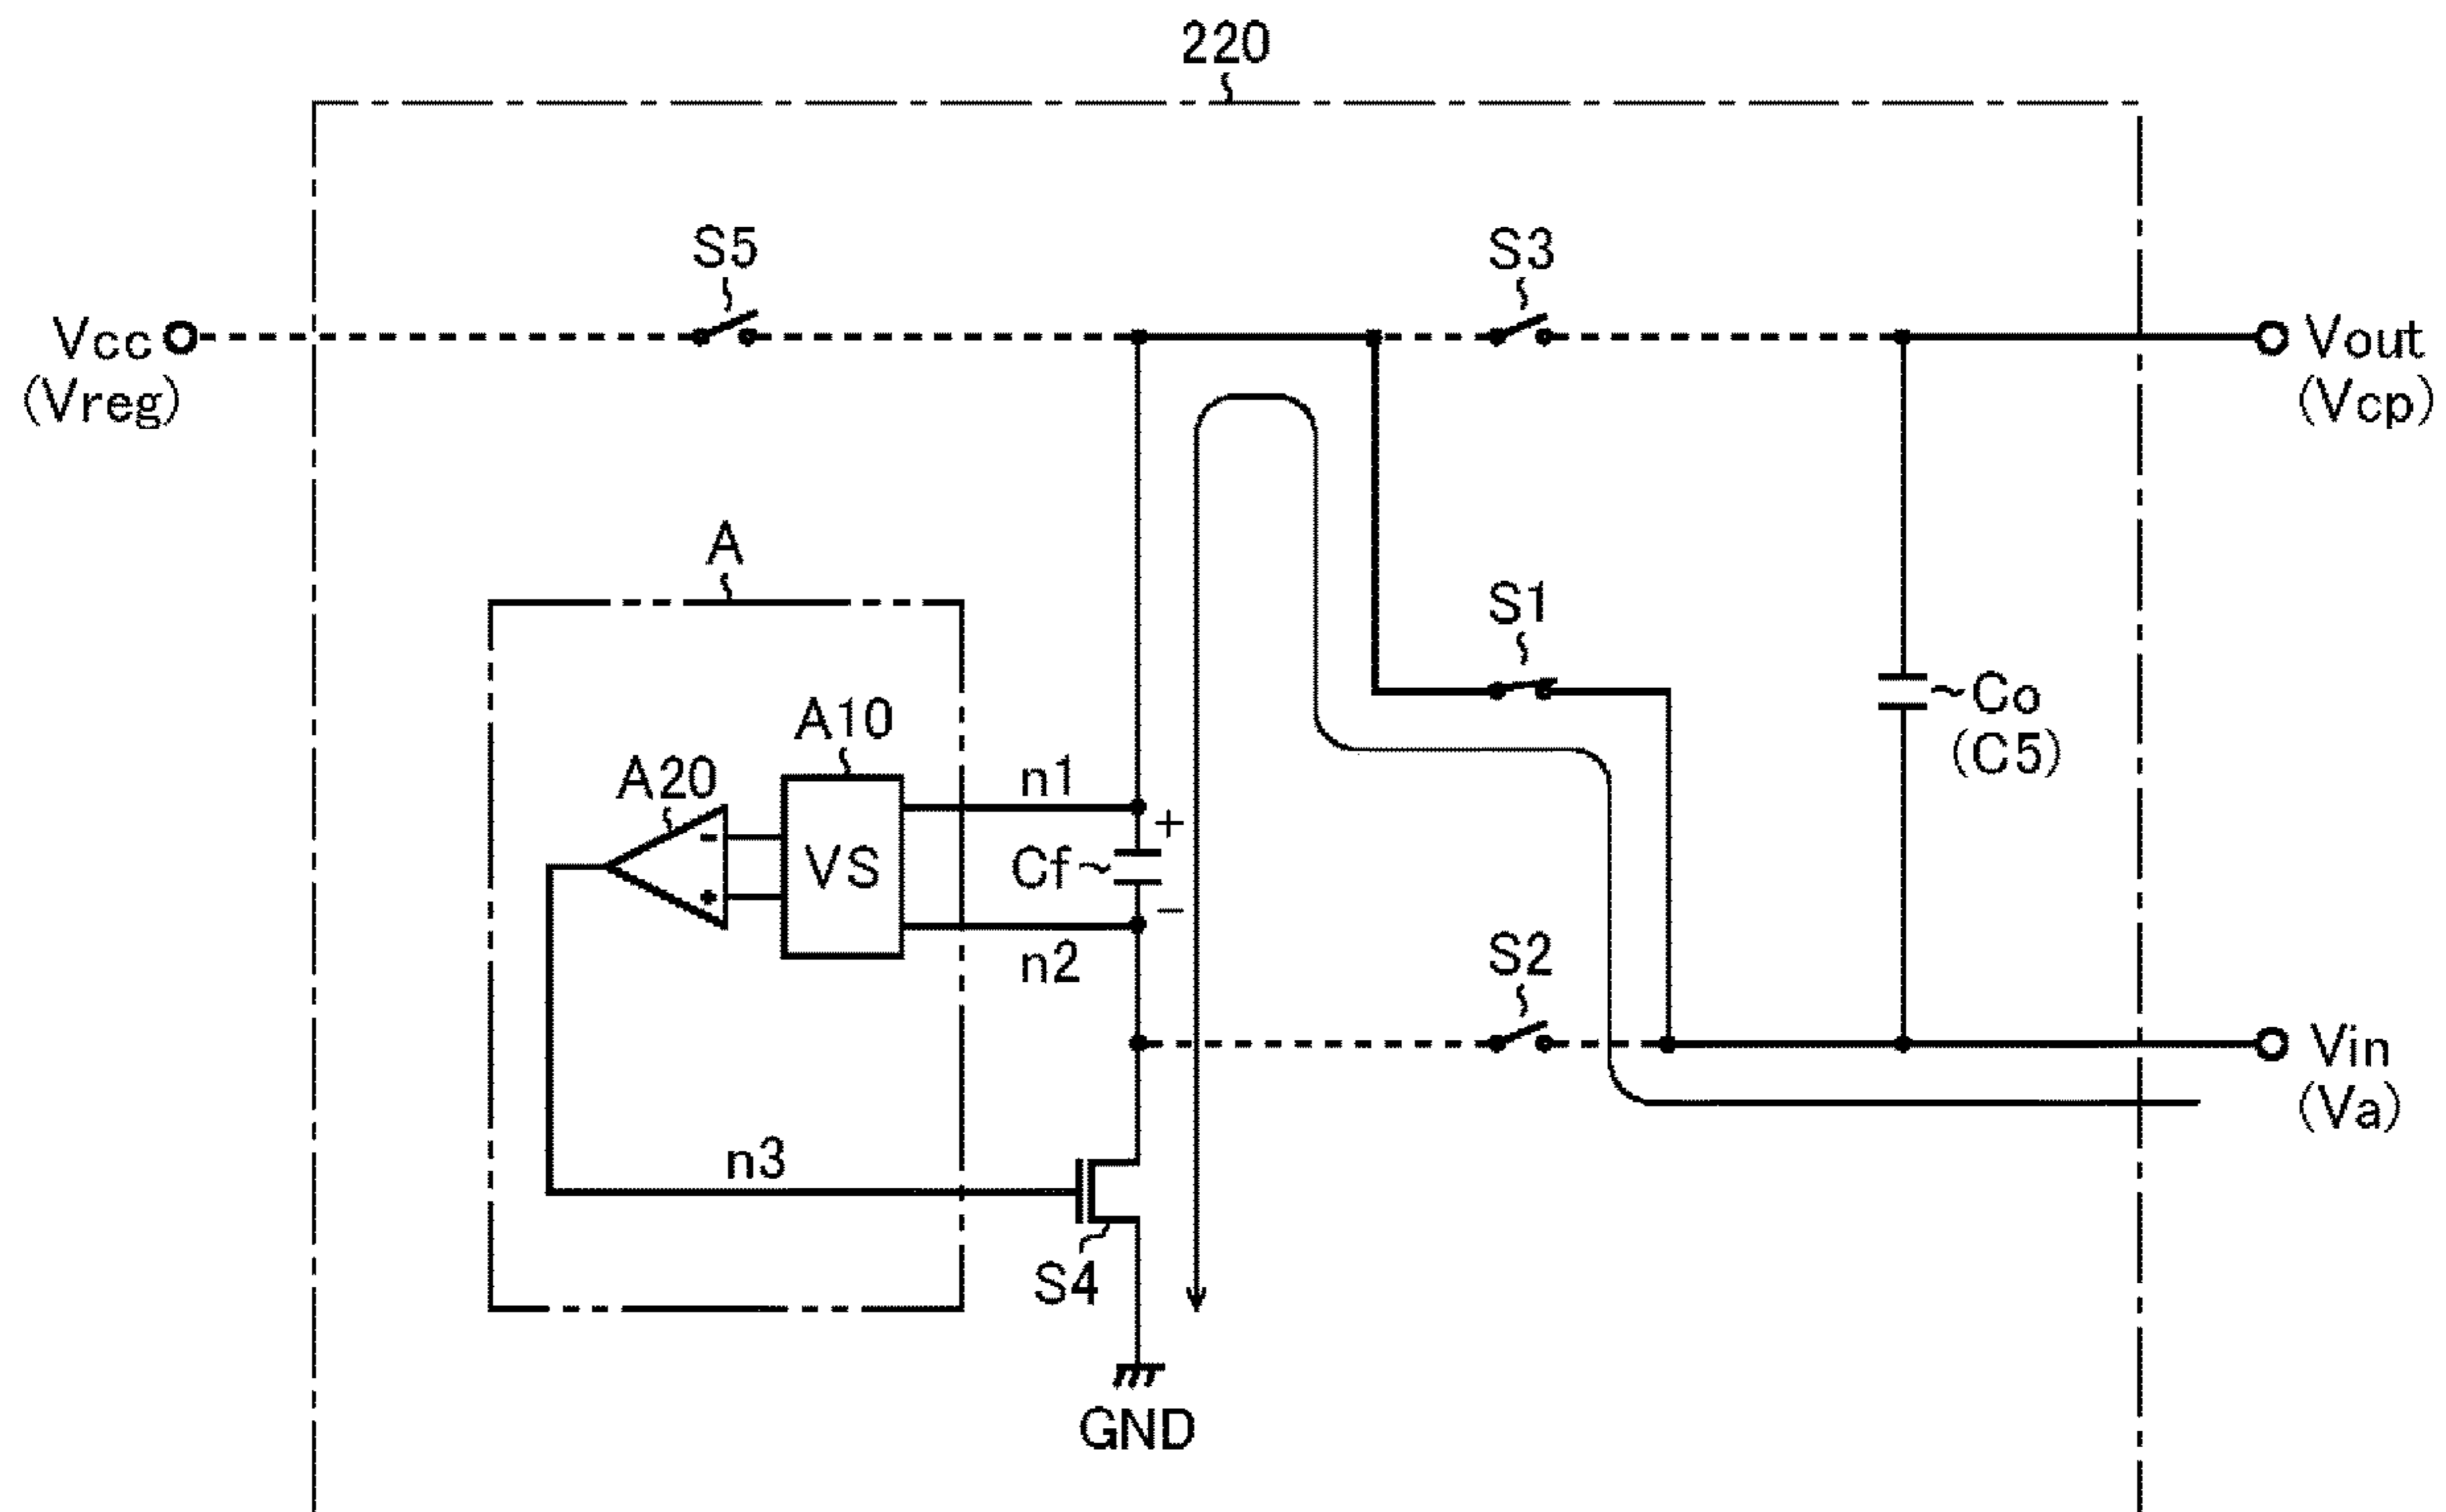 220
S5
S3
Vcc
(Vreg)
Vout
(Vcp)
A
S1
A10
A20
n1
+
Co
(C5)
-
+
VS
Cf
−
n2
S2
Vin
(Va)
n3
S4
GND